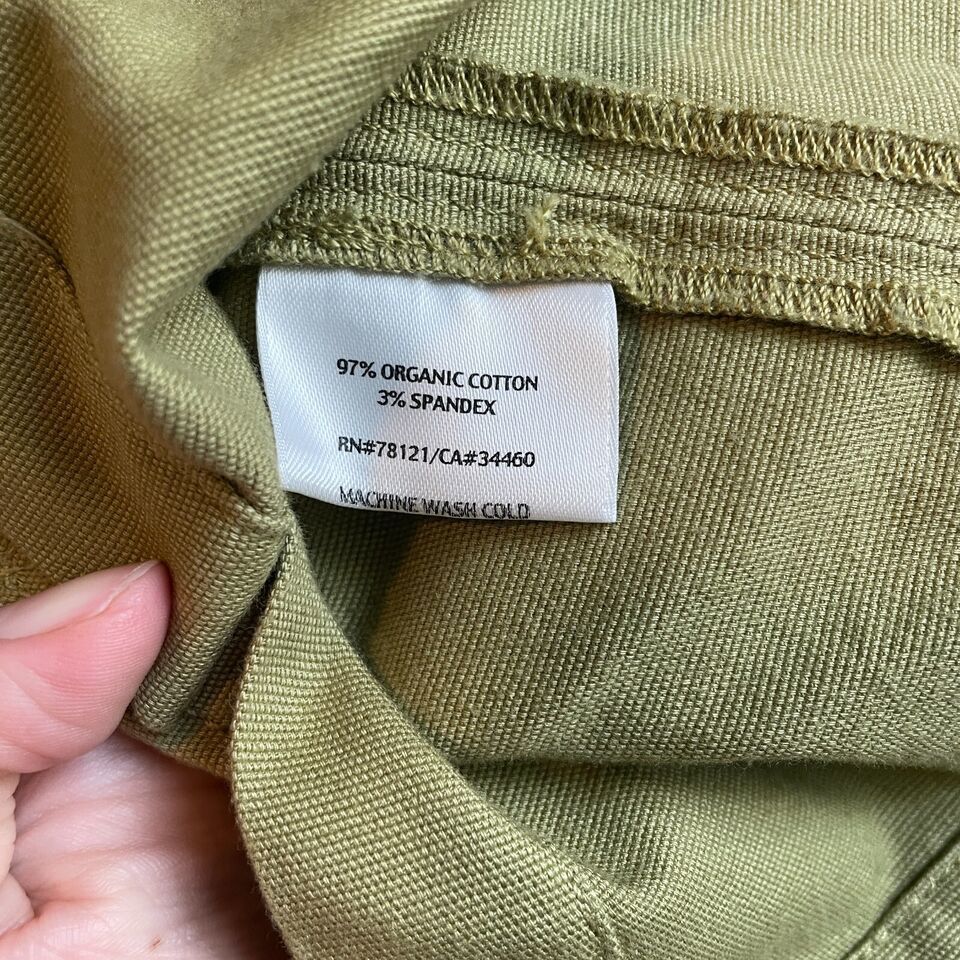 97% ORGANIC COTTON
3% SPANDEX
RN#78121/CA#34460
MACHINE WASH COLD